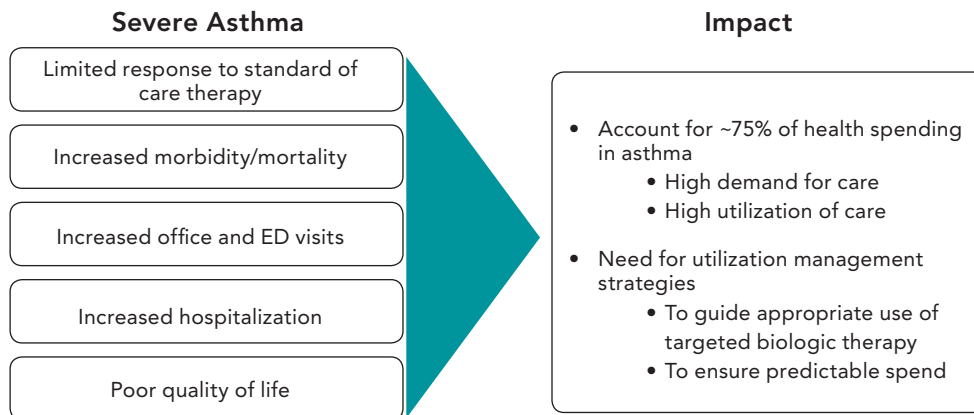 Severe Asthma
Limited response to standard of
care therapy
Increased morbidity/mortality
Increased office and ED visits
Increased hospitalization
Poor quality of life
Impact
• Account for ~75% of health spending
in asthma
• High demand for care
• High utilization of care
• Need for utilization management
strategies
• To guide appropriate use of
targeted biologic therapy
• To ensure predictable spend